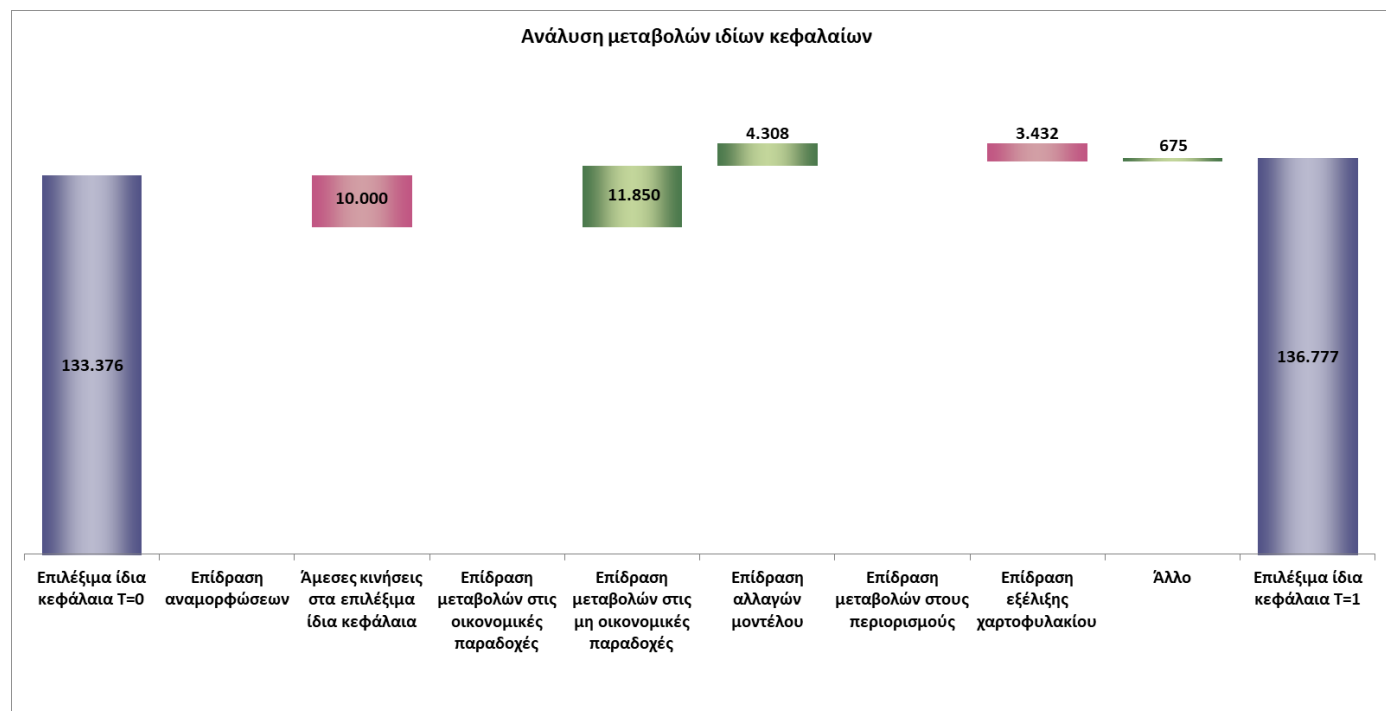 Ανάλυση μεταβολών ιδίων κεφαλαίων
133.376
10.000
11.850
4.308
3.432
675
136.777
Επιλέξιμα ίδια
κεφάλαια Τ=0
Επίδραση
αναμορφώσεων
Άμεσες κινήσεις
στα επιλέξιμα
ίδια κεφάλαια
Επίδραση
μεταβολών στις
οικονομικές
παραδοχές
Επίδραση
μεταβολών στις
μη οικονομικές
παραδοχές
Επίδραση
αλλαγών
μοντέλου
Επίδραση
μεταβολών στους
περιορισμούς
Επίδραση
εξέλιξης
χαρτοφυλακίου
Άλλο
Επιλέξιμα ίδια
κεφάλαια Τ=1